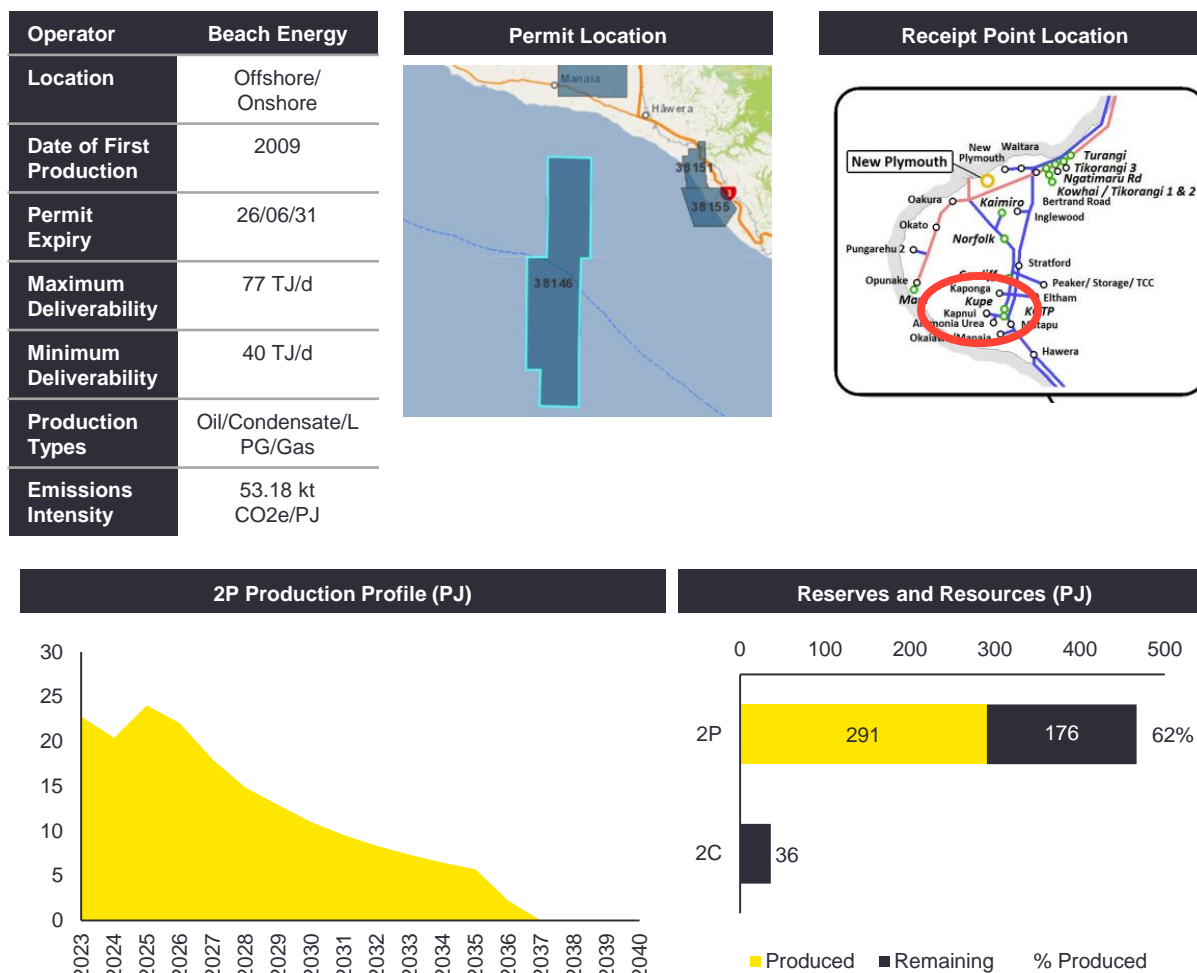 Operator Beach Energy
Location Offshore/
Onshore
Date of First
Production 2009
Permit
Expiry 26/06/31
Maximum
Deliverability 77 TJ/d
Minimum
Deliverability 40 TJ/d
Production
Types Oil/Condensate/L
PG/Gas
Emissions
Intensity 53.18 kt
CO2e/PJ
Permit Location
Manaia
Hāwera
38151
3
38155
38146
Receipt Point Location
New Plymouth
New
Plymouth
Waitara
Turangi
Tikorangi 3
Ngatimaru Rd
Kowhai / Tikorangi 1 & 2
Oakura
Kaimiro
Bertrand Road
Inglewood
Okato
Norfolk
Pungarehu 2
Stratford
Opunake
Peaker/ Storage/ TCC
Kaponga
Eltham
Kupe
Kapuni
Matapu
Hawera
2P Production Profile (PJ)
30
25
20
15
10
5
0
2023
2024
2025
2026
2027
2028
2029
2030
2031
2032
2033
2034
2035
2036
2037
2038
2039
2040
Reserves and Resources (PJ)
0 100 200 300 400 500
2P 291 176 62%
2C 36
Produced Remaining % Produced